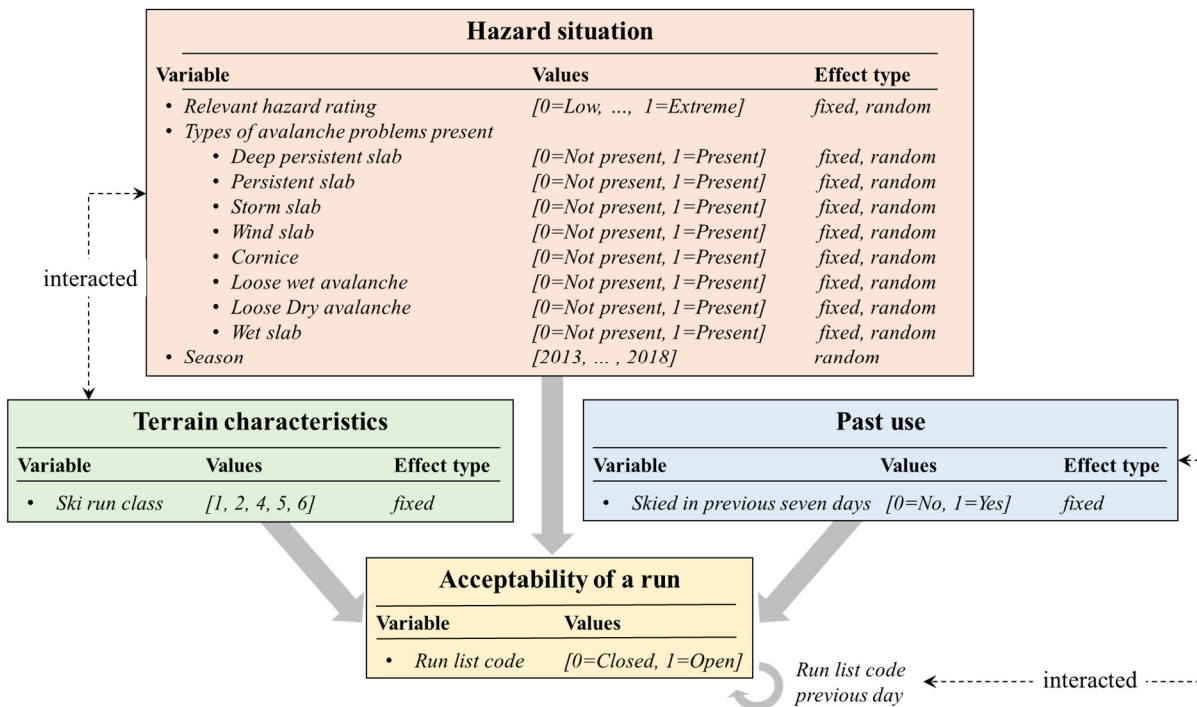 Hazard situation
Variable Values Effect type
• Relevant hazard rating [0=Low, …, 1=Extreme] fixed, random
• Types of avalanche problems present
• Deep persistent slab [0=Not present, 1=Present] fixed, random
• Persistent slab [0=Not present, 1=Present] fixed, random
• Storm slab [0=Not present, 1=Present] fixed, random
• Wind slab [0=Not present, 1=Present] fixed, random
• Cornice [0=Not present, 1=Present] fixed, random
• Loose wet avalanche [0=Not present, 1=Present] fixed, random
• Loose Dry avalanche [0=Not present, 1=Present] fixed, random
• Wet slab [0=Not present, 1=Present] fixed, random
• Season [2013, … , 2018] random
interacted
Terrain characteristics
Variable Values Effect type
• Ski run class [1, 2, 4, 5, 6] fixed
Past use
Variable Values Effect type
• Skied in previous seven days [0=No, 1=Yes] fixed
Acceptability of a run
Variable Values
• Run list code [0=Closed, 1=Open]
Run list code
previous day
interacted